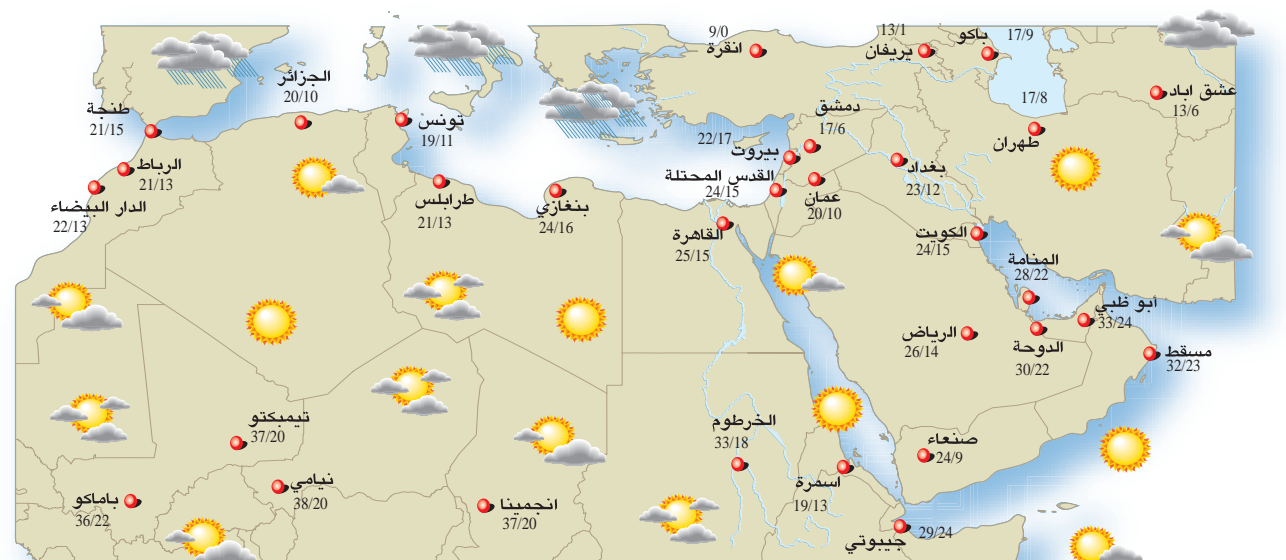 9/0
انقرة
13/1
يريفان
باكو
17/9
عشق اباد
13/6
17/8
طهران
الجزائر
20/10
طنجة
21/15
تونس
19/11
دمشق
17/6
22/17
بيروت
بغداد
23/12
الرباط
21/13
القدس المحتلة
24/15
عمان
20/10
الدار البيضاء
22/13
طرابلس
21/13
بنغازي
24/16
القاهرة
25/15
الكويت
24/15
المنامة
28/22
أبو ظبي
33/24
الرياض
26/14
الدوحة
30/22
مسقط
32/23
تيمبكتو
37/20
الخرطوم
33/18
صنعاء
24/9
نيامي
38/20
باماكو
36/22
انجمينا
37/20
اسمرة
19/13
29/24
جيبوتي